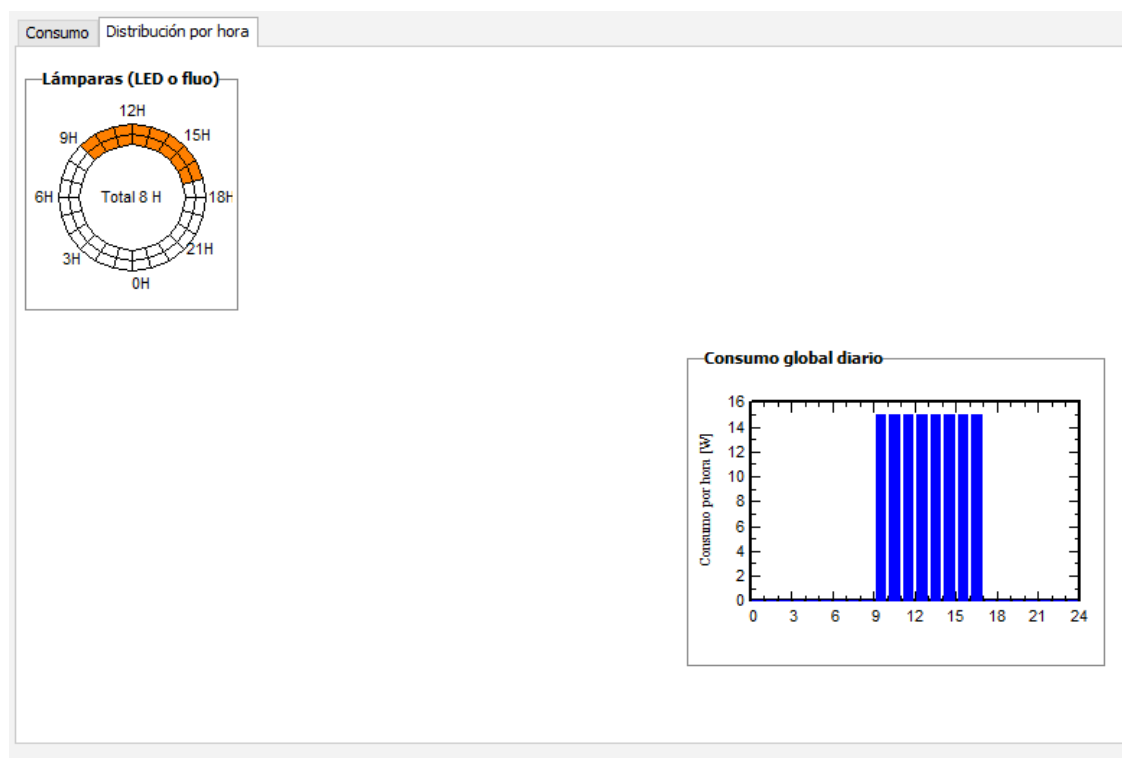 Consumo Distribución por hora
Lámparas (LED o fluo)
12H
9H 15H
6H Total 8 H 18H
3H 21H
0H
Consumo global diario
Consumo por hora [W]
16
14
12
10
8
6
4
2
0
0 3 6 9 12 15 18 21 24